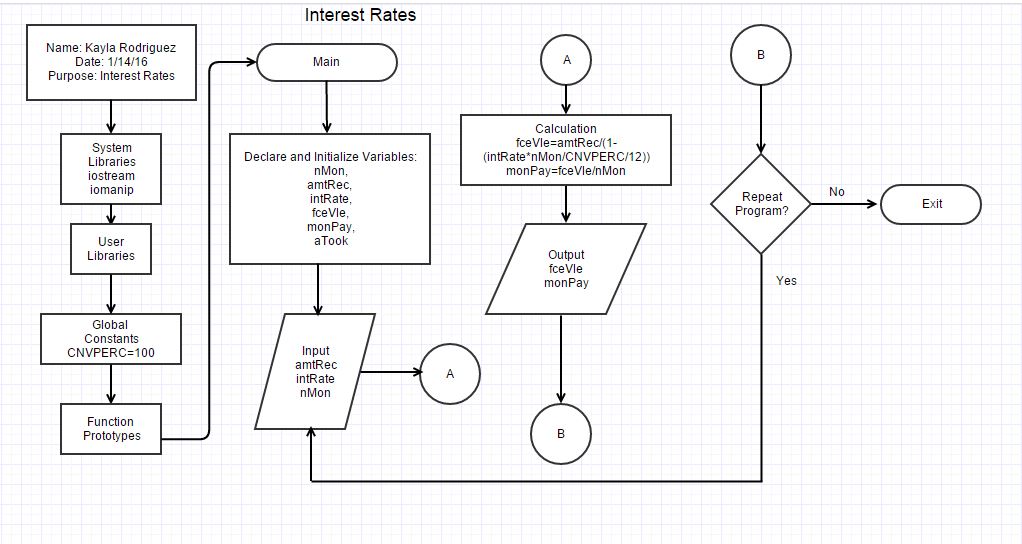 Interest Rates
Name: Kayla Rodriguez
Date: 1/14/16
Purpose: Interest Rates
System
Libraries
iostream
iomanip
User
Libraries
Global
Constants
CNVPERC=100
Function
Prototypes
Main
Declare and Initialize Variables:
nMon,
amtRec,
intRate,
fceVle,
monPay,
aTook
Input
amtRec
intRate
nMon
A
A
Calculation
fceVle=amtRec/(1-
(intRate*nMon/CNVPERC/12))
monPay=fceVle/nMon
Output
fceVle
monPay
B
B
Repeat
Program?
No
Exit
Yes